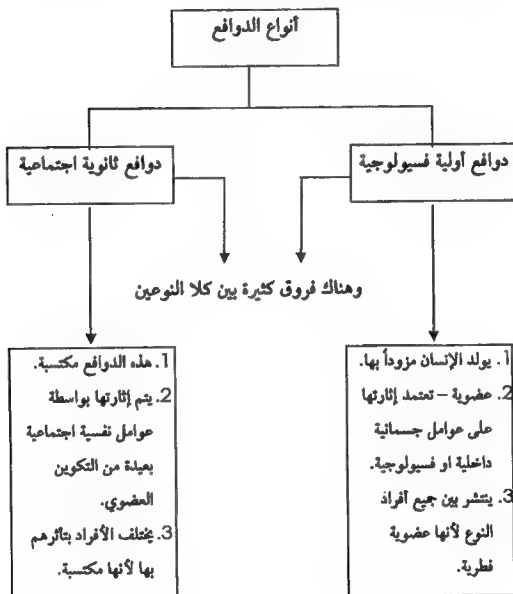 أنواع الدوافع
دوافع أولية فسيولوجية
دوافع ثانوية اجتماعية
وهناك فروق كثيرة بين كلا النوعين
1. يولد الإنسان مزوداً بها.
2. عضوية – تعتمد إثارتها
على عوامل جسمانية
داخلية او فسيولوجية.
3. ينتشر بين جميع أفراد
النوع لأنها عضوية
فطرية.
1. هذه الدوافع مكتسبة.
2. يتم إثارتها بواسطة
عوامل نفسية اجتماعية
بعيدة من التكوين
العضوي.
3. يختلف الأفراد بتأثرهم
بها لأنها مكتسبة.